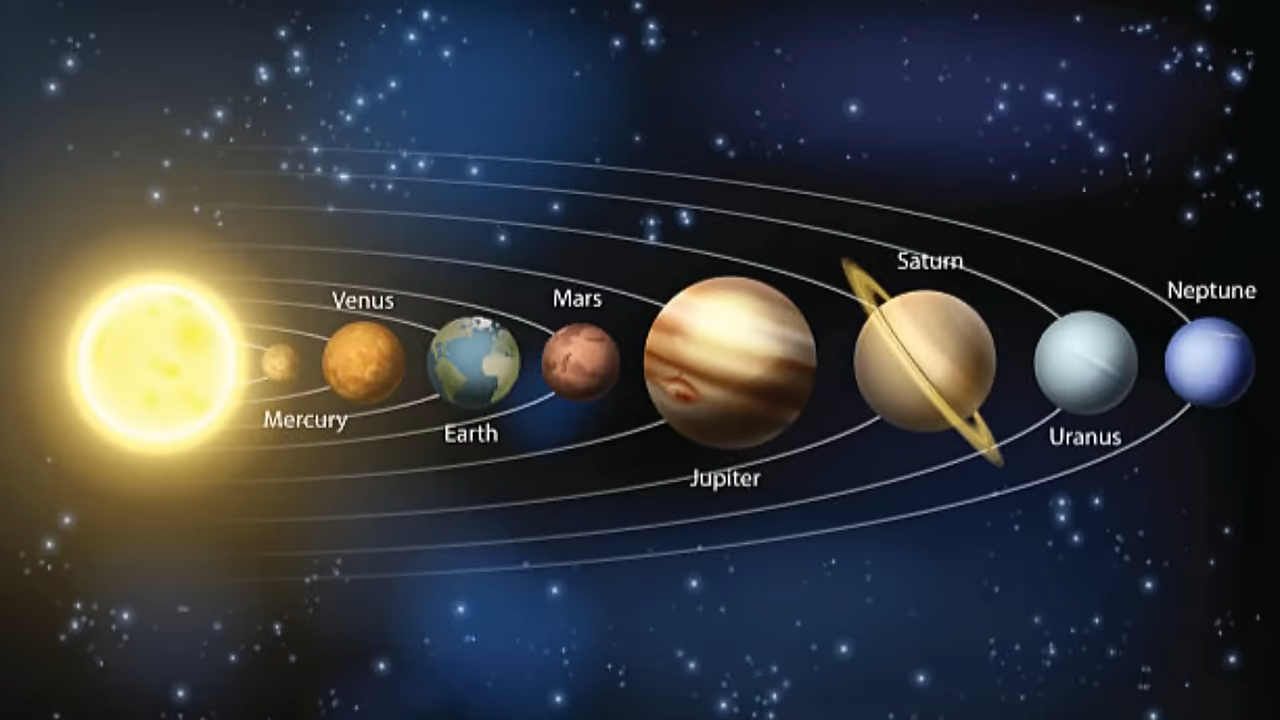 Mercury
Venus
Earth
Mars
Jupiter
Saturn
Uranus
Neptune